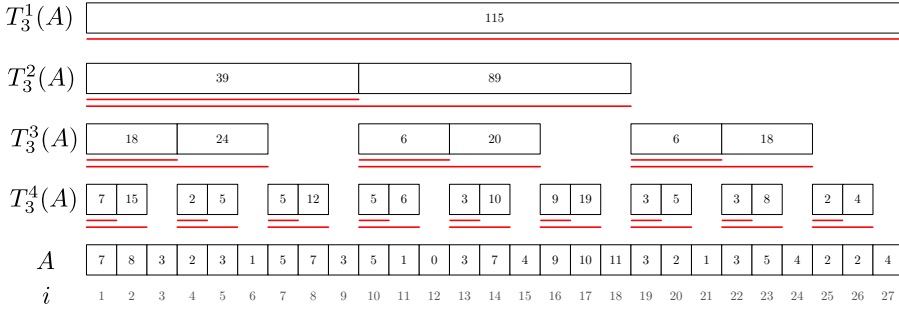 T_3^1(A) 115
T_3^2(A) 39 89
T_3^3(A) 18 24 6 20 6 18
T_3^4(A) 7 15 2 5 5 12 5 6 3 10 9 19 3 5 3 8 2 4
A 7 8 3 2 3 1 5 7 3 5 1 0 3 7 4 9 10 11 3 2 1 3 5 4 2 2 4
i 1 2 3 4 5 6 7 8 9 10 11 12 13 14 15 16 17 18 19 20 21 22 23 24 25 26 27